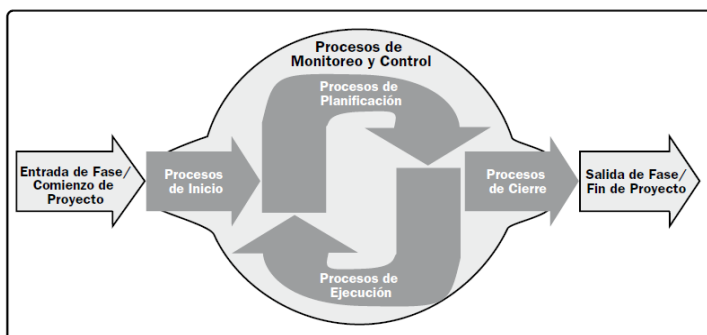 Procesos de
Monitoreo y Control
Procesos de
Planificación
Entrada de Fase/
Comienzo de
Proyecto
Procesos
de Inicio
Procesos
de Cierre
Salida de Fase/
Fin de Proyecto
Procesos de
Ejecución